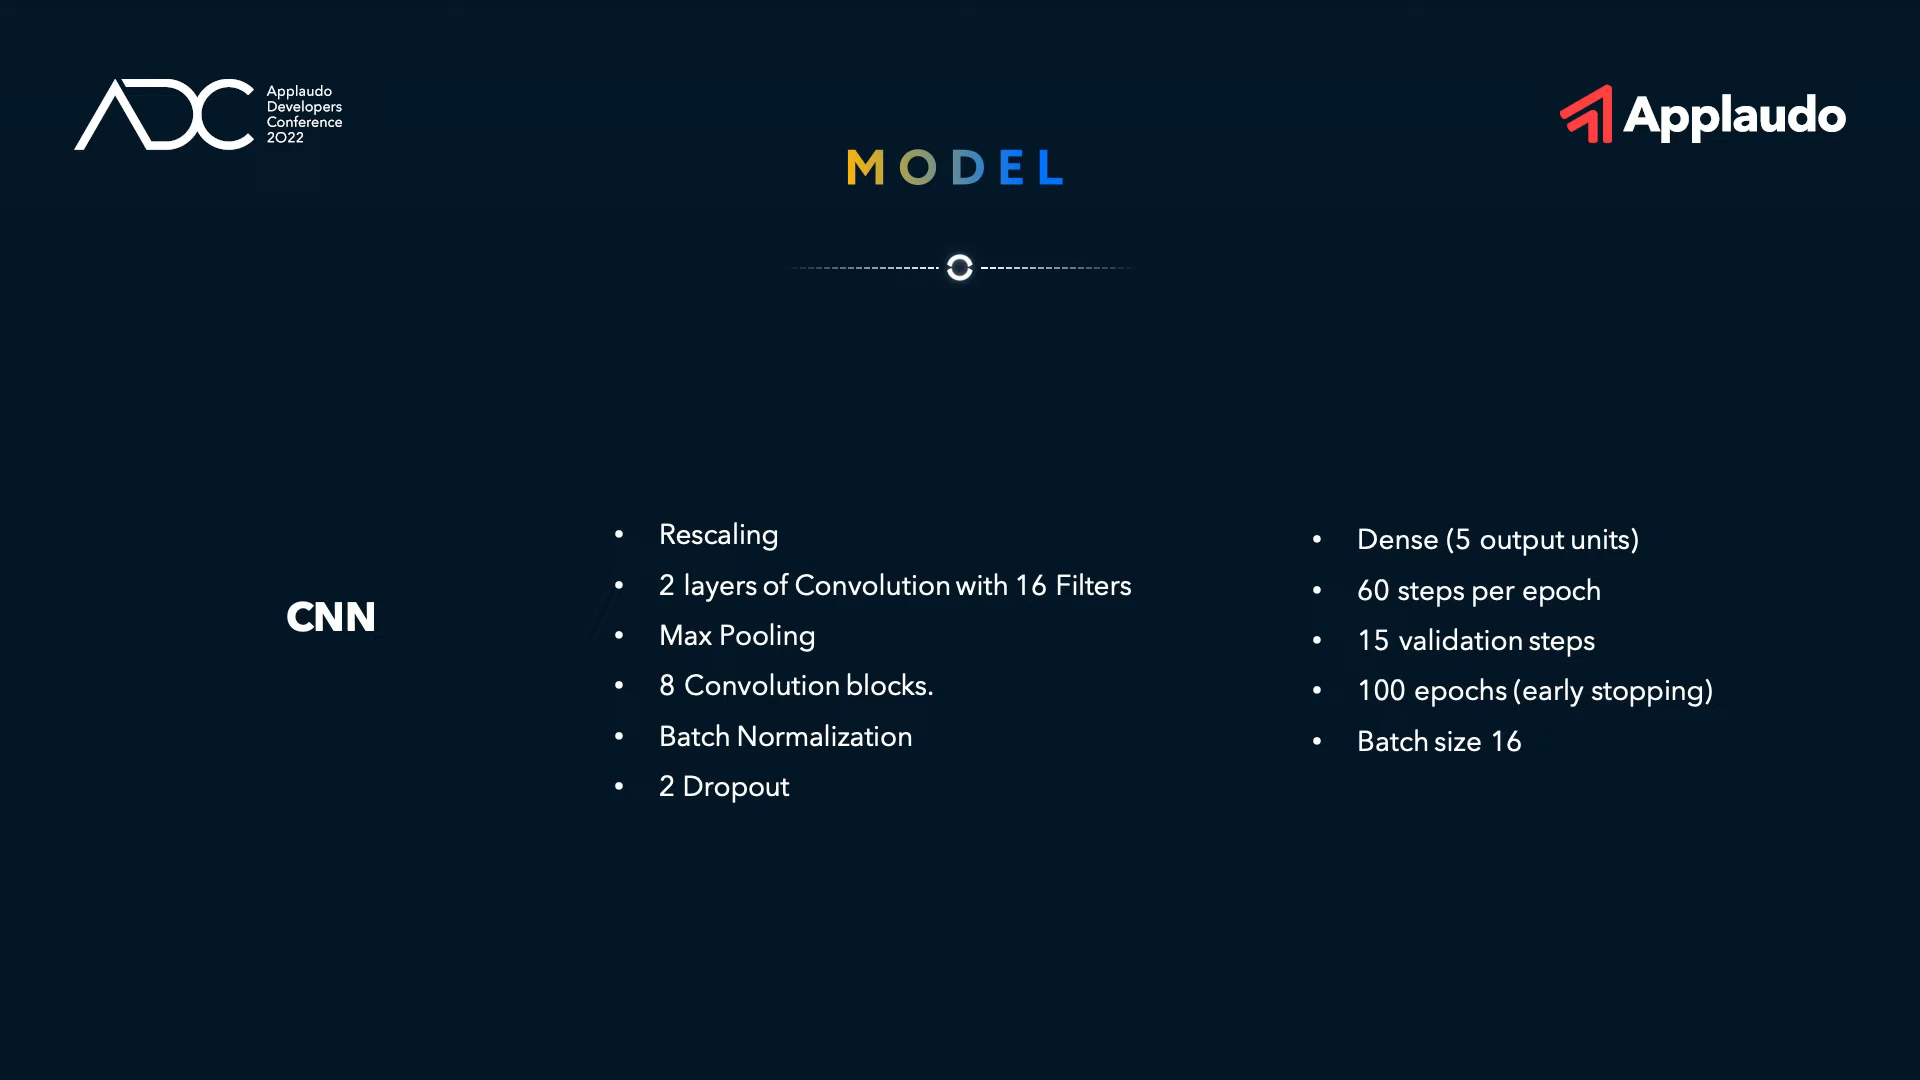 Applaudo
Developers
Conference
2022
ADC
Applaudo
MODEL
CNN
• Rescaling
• 2 layers of Convolution with 16 Filters
• Max Pooling
• 8 Convolution blocks.
• Batch Normalization
• 2 Dropout
• Dense (5 output units)
• 60 steps per epoch
• 15 validation steps
• 100 epochs (early stopping)
• Batch size 16